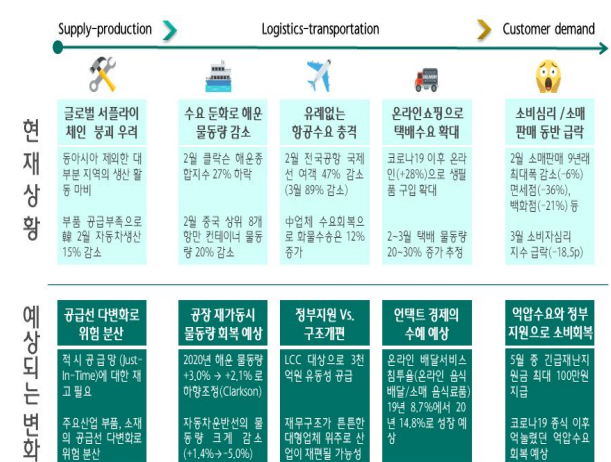 Supply-production
Logistics-transportation
Customer demand
DELIVERY
현
재
상
황
글로벌 서플라이
체인 붕괴 우려
동아시아 제외한 대
부분 지역의 생산 활
동 마비
부품 공급부족으로
韓 2월 자동차생산
15% 감소
수요 둔화로 해운
물동량 감소
2월 클락슨 해운종
합지수 27% 하락
2월 중국 상위 8개
항만 컨테이너 물동
량 20% 감소
유례없는
항공수요 충격
2월 전국공항 국제
선 여객 47% 감소
(3월 89% 감소)
中업체 수요회복으
로 화물수송은 12%
증가
온라인쇼핑으로
택배수요 확대
코로나19 이후 온라
인(+28%)으로 생필
품 구입 확대
2~3월 택배 물동량
20~30% 증가 추정
소비심리 /소매
판매 동반 급락
2월 소매판매 9년래
최대폭 감소(-6%)
면세점(-36%),
백화점(-21%) 등
3월 소비자심리
지수 급락(-18.5p)
예
상
되
는
변
화
공급선 다변화로
위험 분산
적시공급망(Just-
In-Time)에 대한 재
고 필요
주요산업 부품, 소재
의 공급선 다변화로
위험 분산
공장 재가동시
물동량 회복 예상
2020년 해운 물동량
+3,0% → +2,1%로
하향조정(Clarkson)
자동차운반선의 물
동량 크게 감소
(+1.4%→-5.0%)
정부지원 Vs.
구조개편
LCC 대상으로 3천
억원 유동성 공급
재무구조가 튼튼한
대형업체 위주로 산
업이 재편될 가능성
언택트 경제의
수혜 예상
온라인 배달서비스
침투율(온라인 음식
배달/소매 음식료품)
19년 8,7%에서 20
년 14,8%로 성장 예
상
억압수요와 정부
지원으로 소비회복
5월 중 긴급재난지
원금 최대 100만원
지급
코로나19 종식 이후
억눌렸던 억압수요
회복 예상